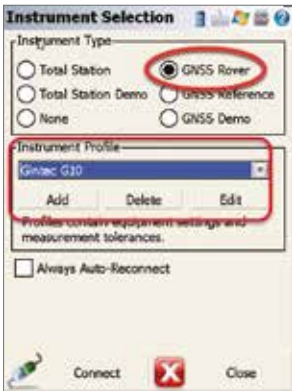 Instrument Selection
Instrument Type
Total Station GNSS Rover
Total Station Demo GNSS Reference
None GNSS Demo
Instrument Profile
Gintec G10
Add Delete Edit
Profiles contain equipment settings and
measurement tolerances.
Always Auto-Reconnect
Connect Close